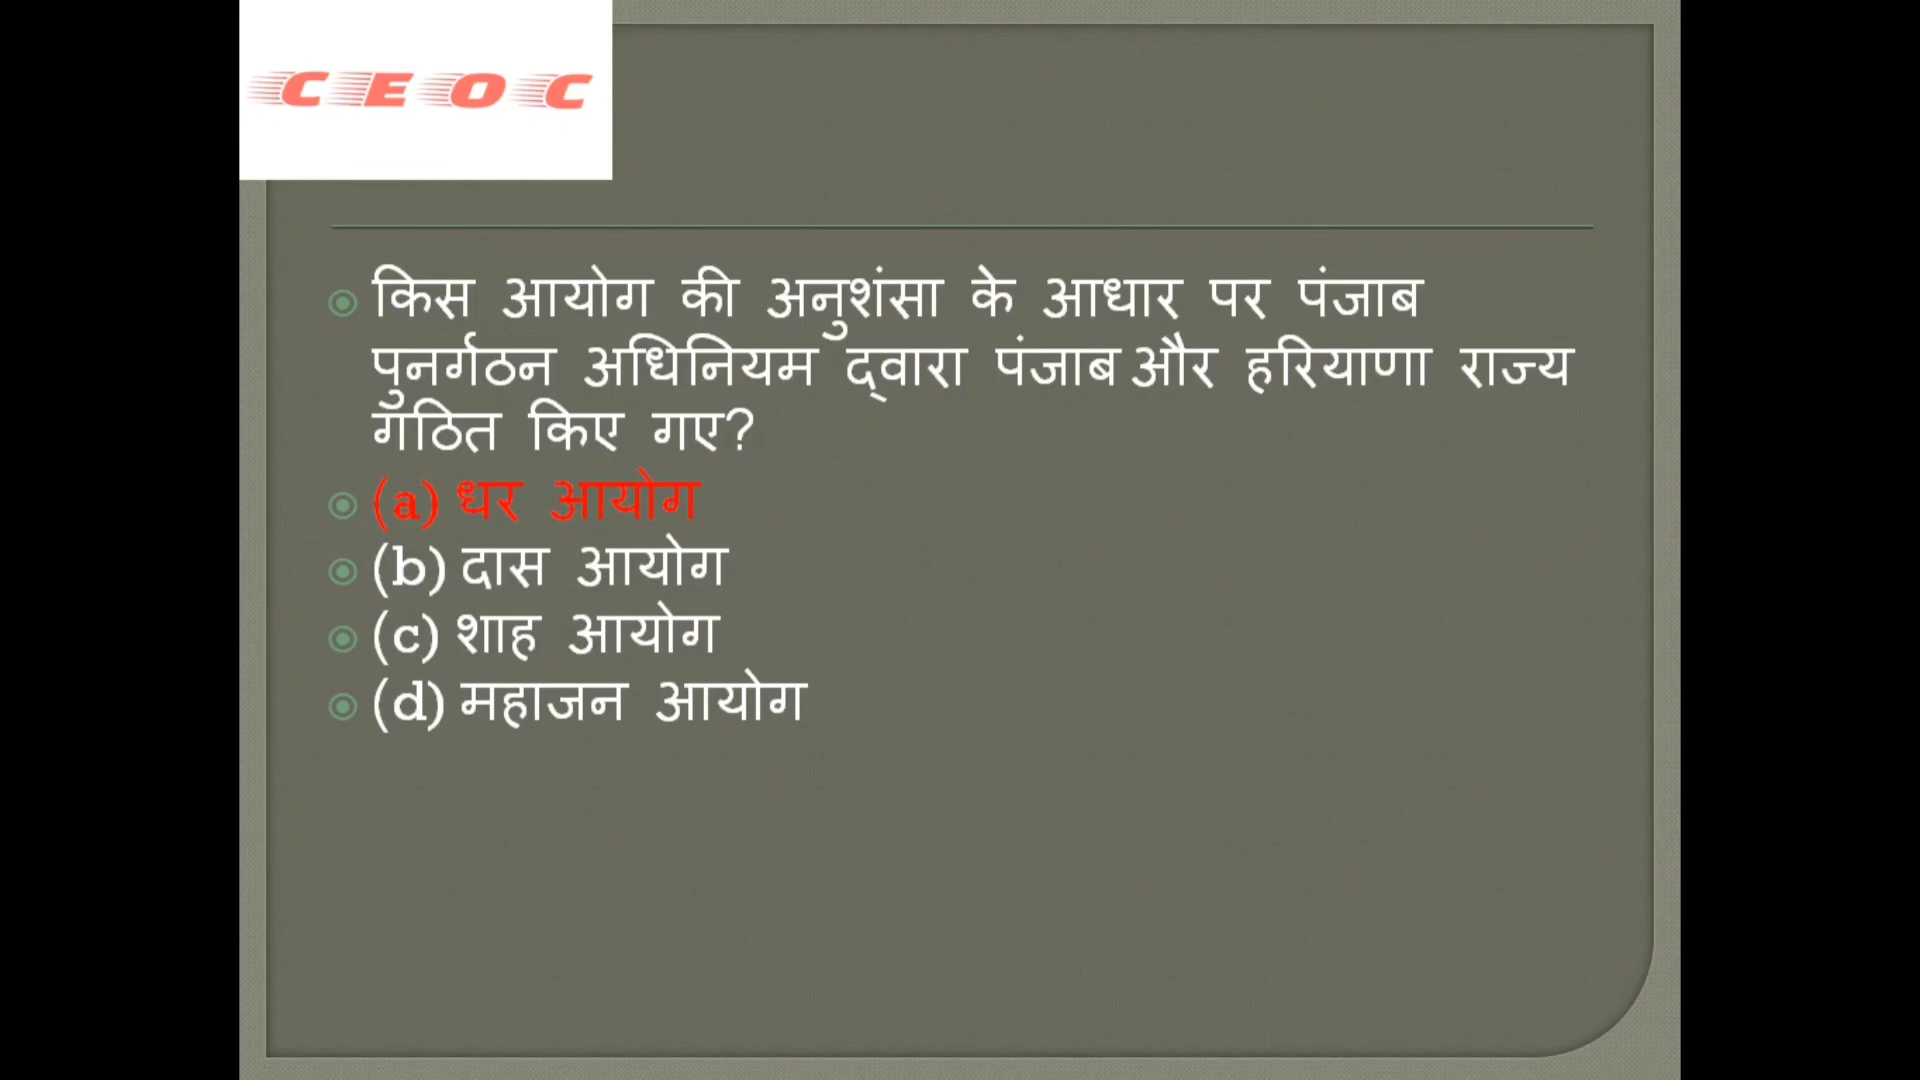 CEOC
किस आयोग की अनुशंसा के आधार पर पंजाब
पुनर्गठन अधिनियम द्वारा पंजाब और हरियाणा राज्य
गठित किए गए?
(a) धर आयोग
(b) दास आयोग
(c) शाह आयोग
(d) महाजन आयोग